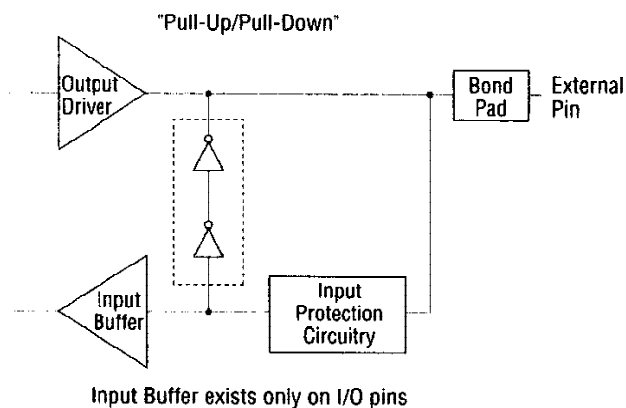 "Pull-Up/Pull-Down"
Output
Driver
Bond
Pad
External
Pin
Input
Buffer
Input
Protection
Circuitry
Input Buffer exists only on I/O pins